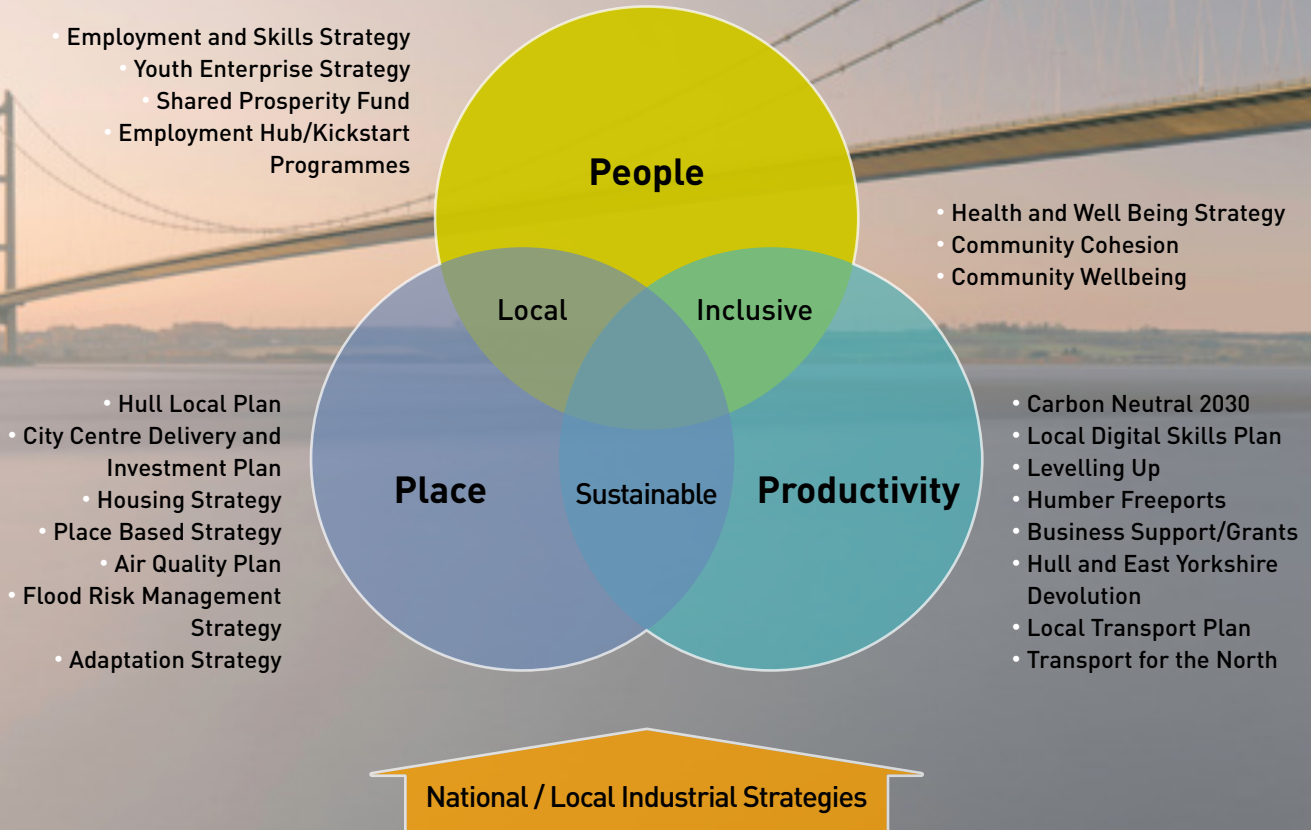 • Employment and Skills Strategy
• Youth Enterprise Strategy
• Shared Prosperity Fund
• Employment Hub/Kickstart
Programmes
People
• Health and Well Being Strategy
• Community Cohesion
• Community Wellbeing
Local
Inclusive
• Hull Local Plan
• City Centre Delivery and
Investment Plan
• Housing Strategy
• Place Based Strategy
• Air Quality Plan
• Flood Risk Management
Strategy
• Adaptation Strategy
Place
Sustainable
Productivity
• Carbon Neutral 2030
• Local Digital Skills Plan
• Levelling Up
• Humber Freeports
• Business Support/Grants
• Hull and East Yorkshire
Devolution
• Local Transport Plan
• Transport for the North
National / Local Industrial Strategies